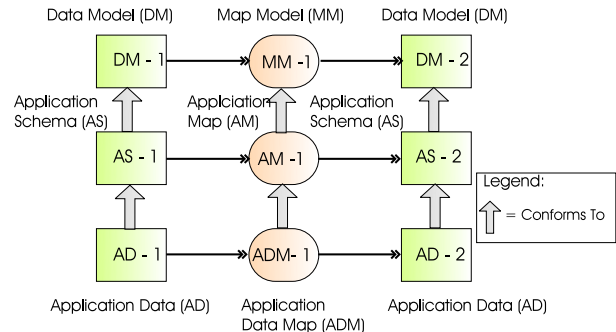 Data Model (DM)
Map Model (MM)
Data Model (DM)
DM - 1
MM -1
DM - 2
Application
Schema (AS)
Applciation
Map (AM)
Application
Schema (AS)
AS - 1
AM -1
AS - 2
Legend:
= Conforms To
AD - 1
ADM - 1
AD - 2
Application Data (AD)
Application
Data Map (ADM)
Application Data (AD)